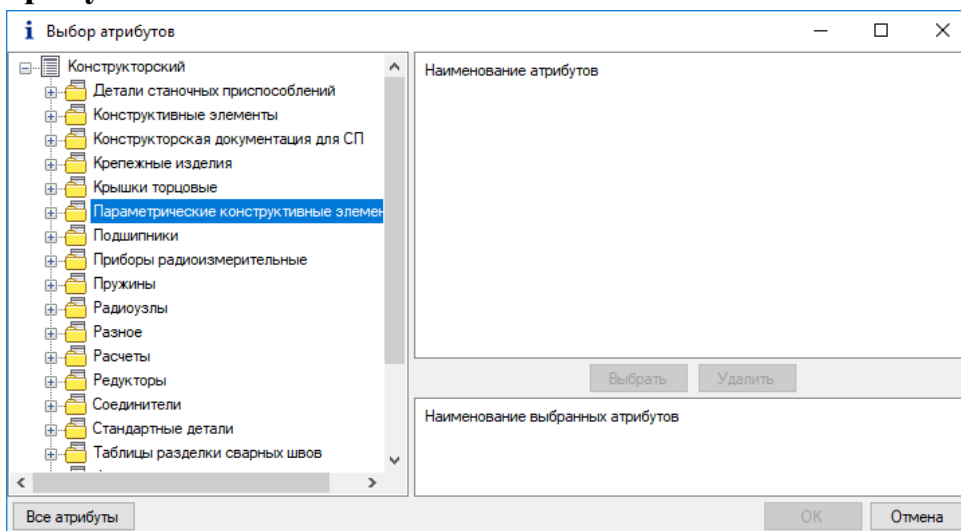 Выбор атрибутов
Конструкторский
Детали станочных приспособлений
Конструктивные элементы
Конструкторская документация для СП
Крепежные изделия
Крышки торцовые
Параметрические конструктивные элемен
Подшипники
Приборы радиоизмерительные
Пружины
Радиоузлы
Разное
Расчеты
Редукторы
Соединители
Стандартные детали
Таблицы разделки сварных швов
Наименование атрибутов
Выбрать
Удалить
Наименование выбранных атрибутов
Все атрибуты
OK
Отмена